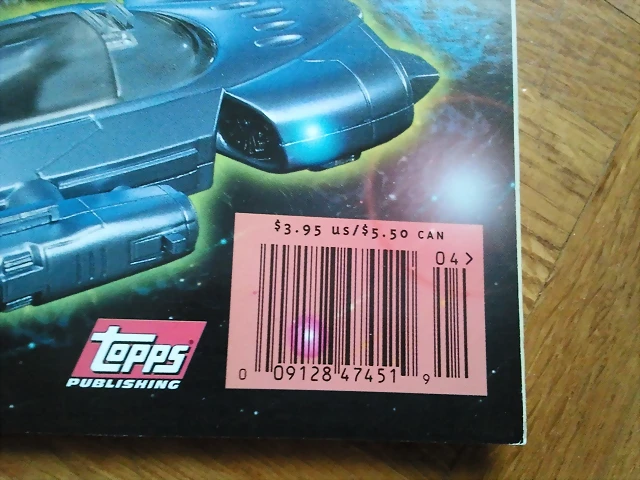 $3.95 US/$5.50 CAN
04>
0 09128 47451 9
topps
PUBLISHING